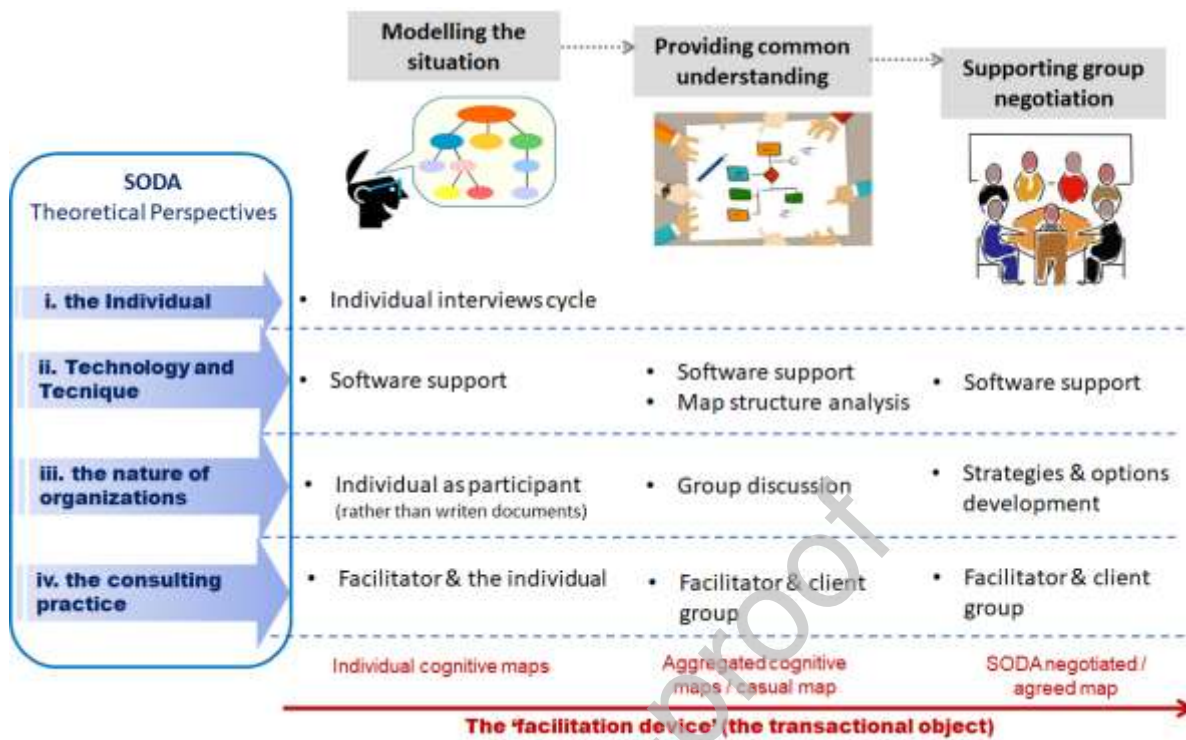 Modelling the
situation
Providing common
understanding
Supporting group
negotiation
SODA
Theoretical Perspectives
i. the Individual
• Individual interviews cycle
ii. Technology and
Tecnique
• Software support
• Software support
• Map structure analysis
• Software support
iii. the nature of
organizations
• Individual as participant
(rather than writen documents)
• Group discussion
• Strategies & options
development
iv. the consulting
practice
• Facilitator & the individual
• Facilitator & client
group
• Facilitator & client
group
Individual cognitive maps
Aggregated cognitive
maps / casual map
SODA negotiated /
agreed map
The 'facilitation device' (the transactional object)
proof